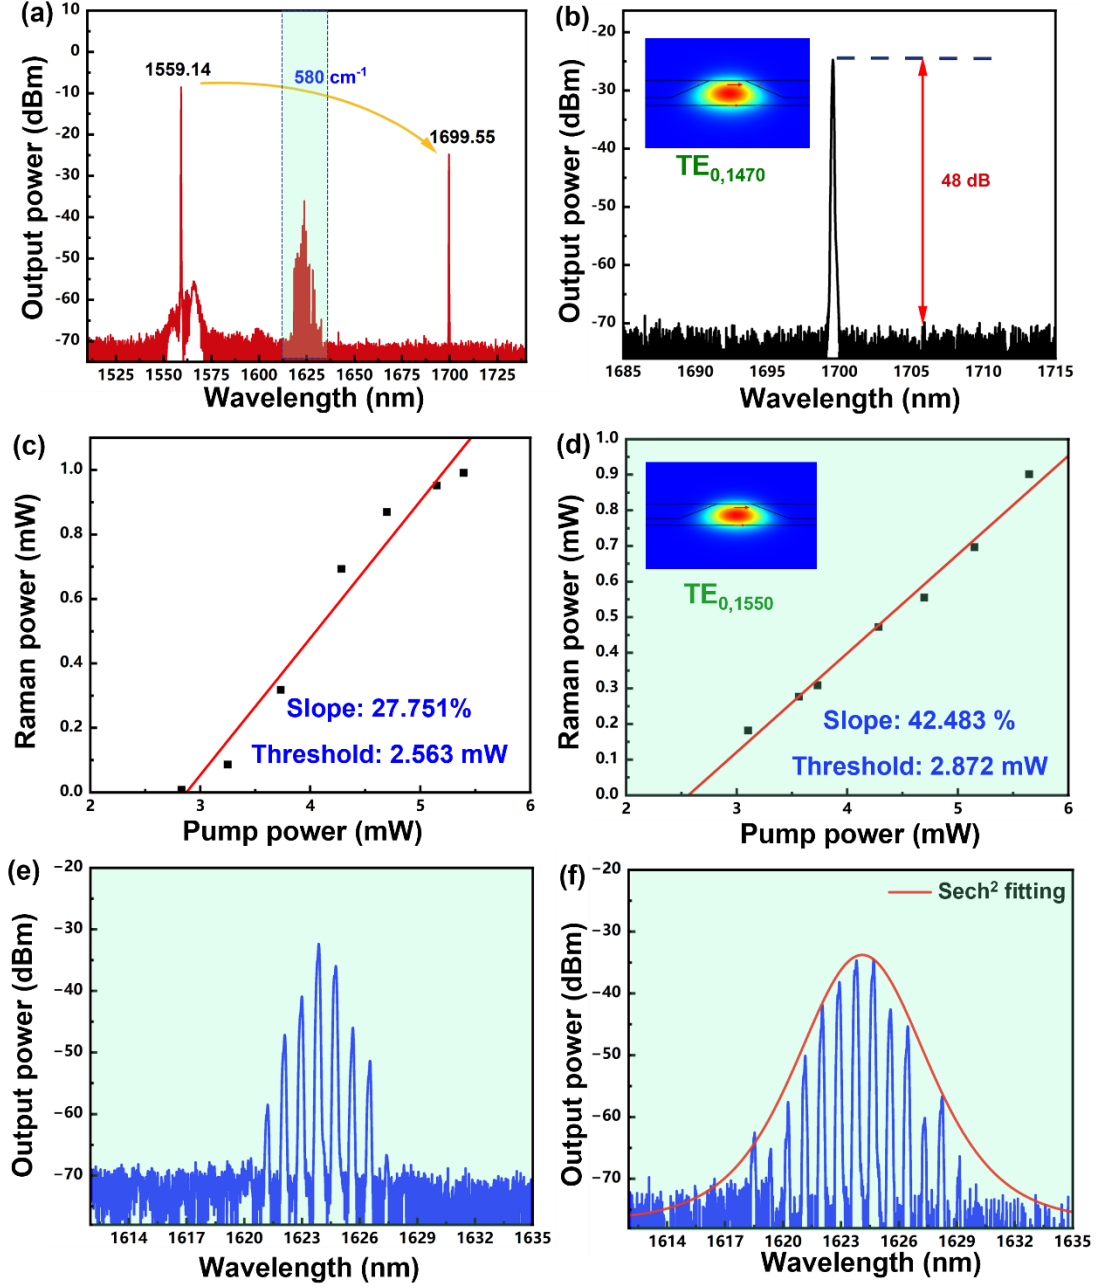 (a)
10
0
−10
−20
−30
−40
−50
−60
−70
Output power (dBm)
1559.14
580 cm⁻¹
1699.55
1525 1550 1575 1600 1625 1650 1675 1700 1725
Wavelength (nm)
(b)
−20
−30
−40
−50
−60
−70
Output power (dBm)
TE₀,₁₄₇₀
48 dB
1685 1690 1695 1700 1705 1710 1715
Wavelength (nm)
(c)
1.0
0.8
0.6
0.4
0.2
0.0
Raman power (mW)
Slope: 27.751%
Threshold: 2.563 mW
2 3 4 5 6
Pump power (mW)
(d)
1.0
0.9
0.8
0.7
0.6
0.5
0.4
0.3
0.2
0.1
0.0
Raman power (mW)
TE₀,₁₅₅₀
Slope: 42.483 %
Threshold: 2.872 mW
2 3 4 5 6
Pump power (mW)
(e)
−20
−30
−40
−50
−60
−70
Output power (dBm)
1614 1617 1620 1623 1626 1629 1632 1635
Wavelength (nm)
(f)
−20
−30
−40
−50
−60
−70
Output power (dBm)
Sech² fitting
1614 1617 1620 1623 1626 1629 1632 1635
Wavelength (nm)